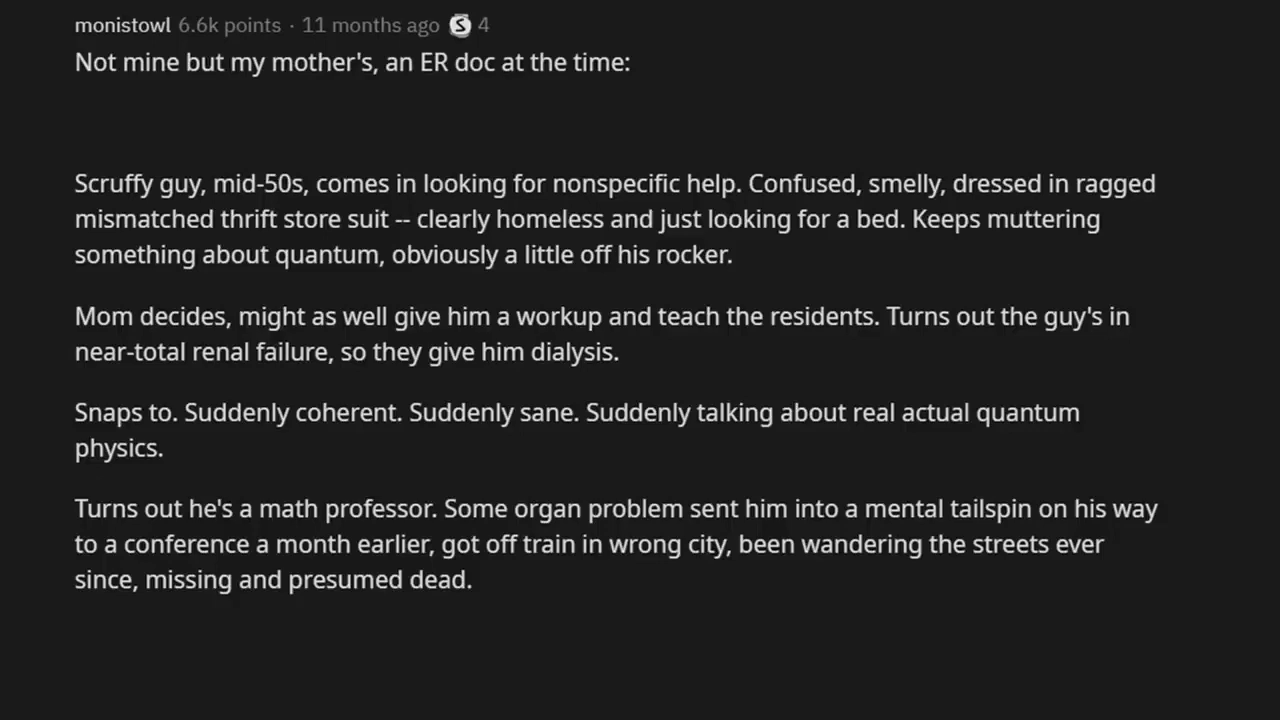 monistowl 6.6k points · 11 months ago S 4
Not mine but my mother's, an ER doc at the time:
Scruffy guy, mid-50s, comes in looking for nonspecific help. Confused, smelly, dressed in ragged
mismatched thrift store suit -- clearly homeless and just looking for a bed. Keeps muttering
something about quantum, obviously a little off his rocker.
Mom decides, might as well give him a workup and teach the residents. Turns out the guy's in
near-total renal failure, so they give him dialysis.
Snaps to. Suddenly coherent. Suddenly sane. Suddenly talking about real actual quantum
physics.
Turns out he's a math professor. Some organ problem sent him into a mental tailspin on his way
to a conference a month earlier, got off train in wrong city, been wandering the streets ever
since, missing and presumed dead.